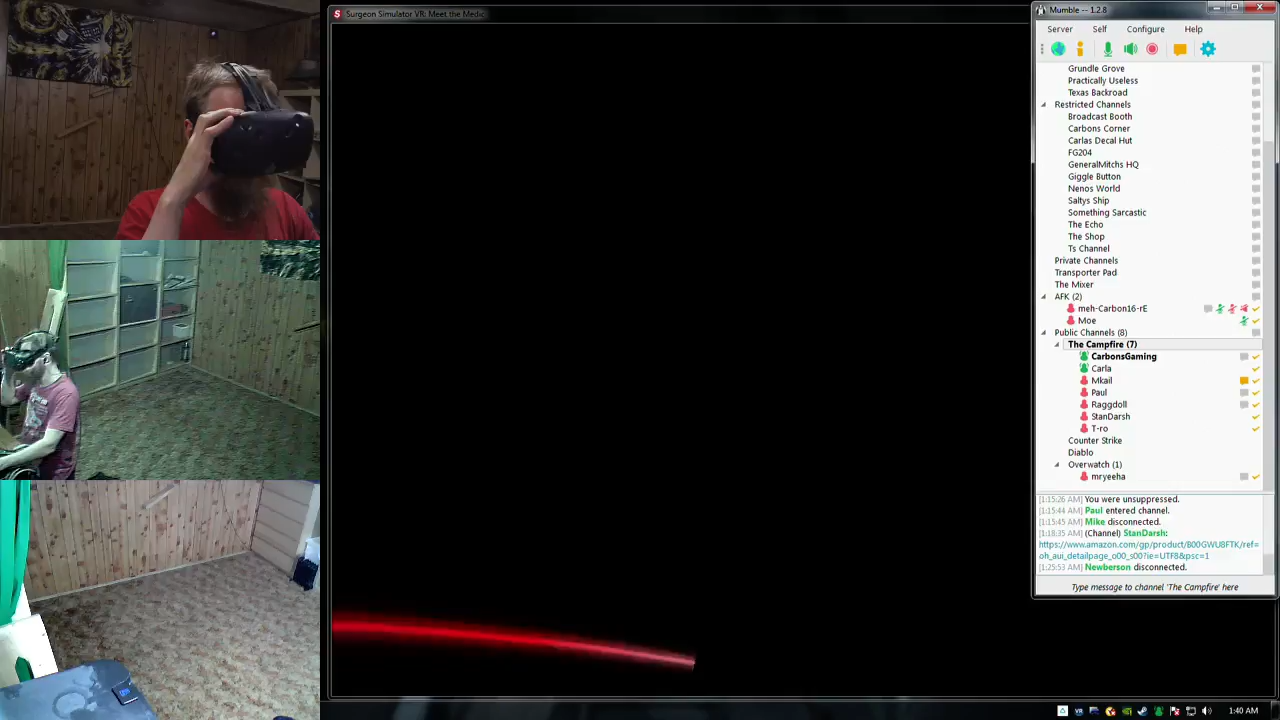 Surgeon Simulator VR: Meet the Medic
Mumble -- 1.2.8
Server Self Configure Help
Grundle Grove
Practically Useless
Texas Backroad
Restricted Channels
Broadcast Booth
Carbons Corner
Carlas Decal Hut
FG204
GeneralMitchs HQ
Giggle Button
Nenos World
Saltys Ship
Something Sarcastic
The Echo
The Shop
Ts Channel
Private Channels
Transporter Pad
The Mixer
AFK (2)
meh-Carbon16-rE
Moe
Public Channels (8)
The Campfire (7)
CarbonsGaming
Carla
Mkail
Paul
Raggdoll
StanDarsh
T-ro
Counter Strike
Diablo
Overwatch (1)
mryeeha
[1:15:26 AM] You were unsuppressed.
[1:15:44 AM] Paul entered channel.
[1:15:45 AM] Mike disconnected.
[1:18:35 AM] (Channel) StanDarsh:
https://www.amazon.com/gp/product/B00GWU8FTK/ref=
oh_aui_detailpage_o00_s00?ie=UTF8&psc=1
[1:25:53 AM] Newberson disconnected.
Type message to channel 'The Campfire' here
1:40 AM